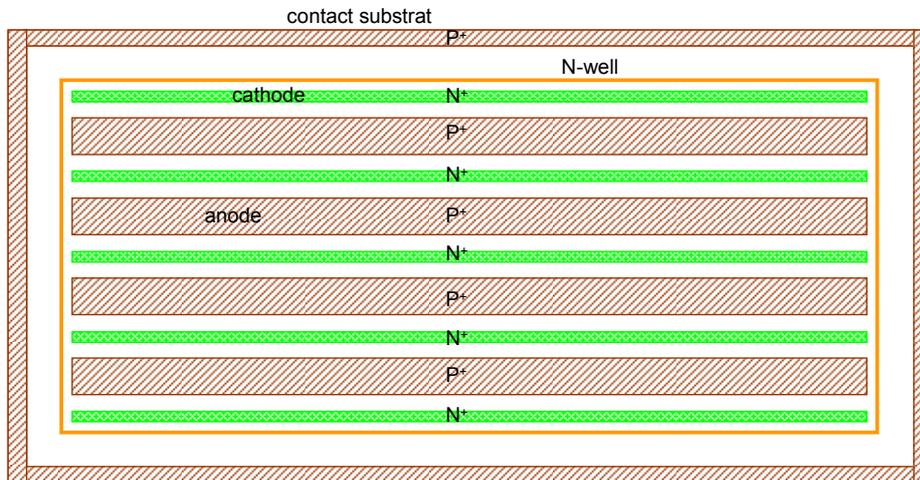 contact substrat
P⁺
N-well
cathode N⁺
P⁺
N⁺
anode P⁺
N⁺
P⁺
N⁺
P⁺
N⁺